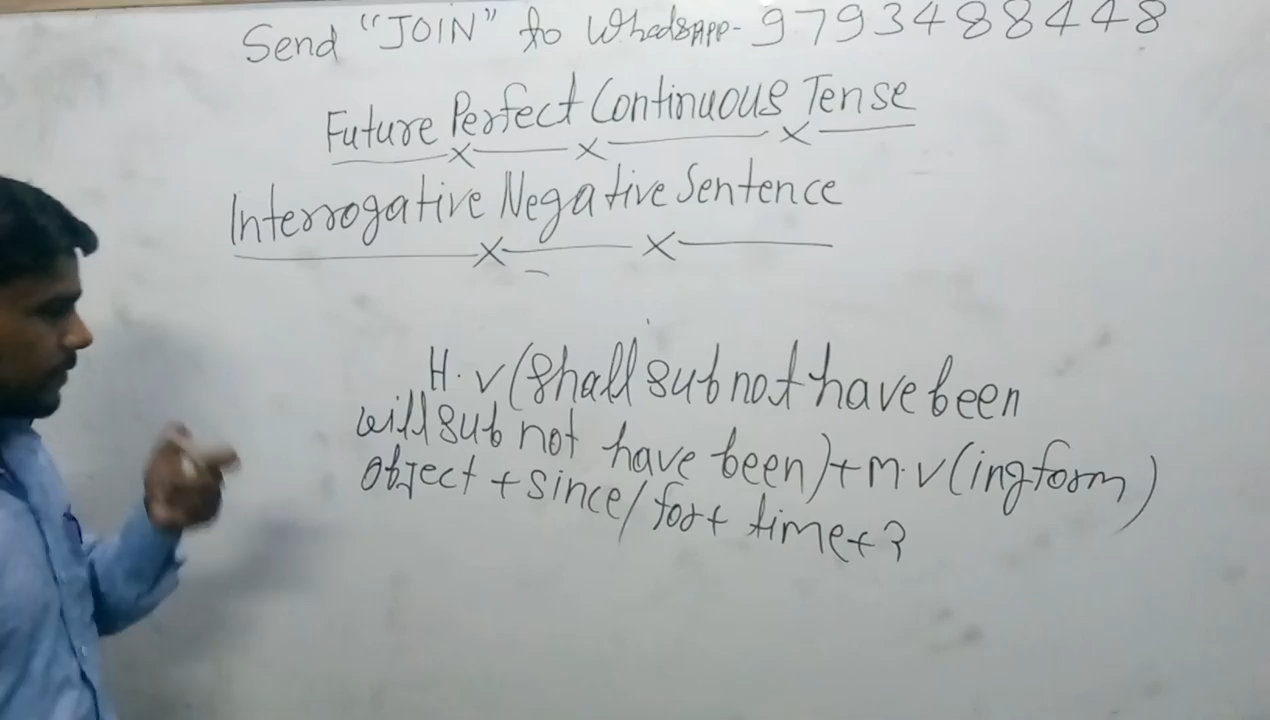 Send “JOIN” to Whatsapp- 9793488448
Future Perfect Continuous Tense
Interrogative Negative Sentence
H.v (shall sub not have been
will sub not have been) + m.v (ing form)
object + since/ for + time + ?